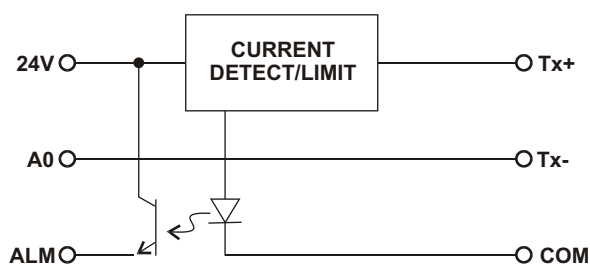 CURRENT
DETECT/LIMIT
24V
Tx+
A0
Tx-
ALM
COM